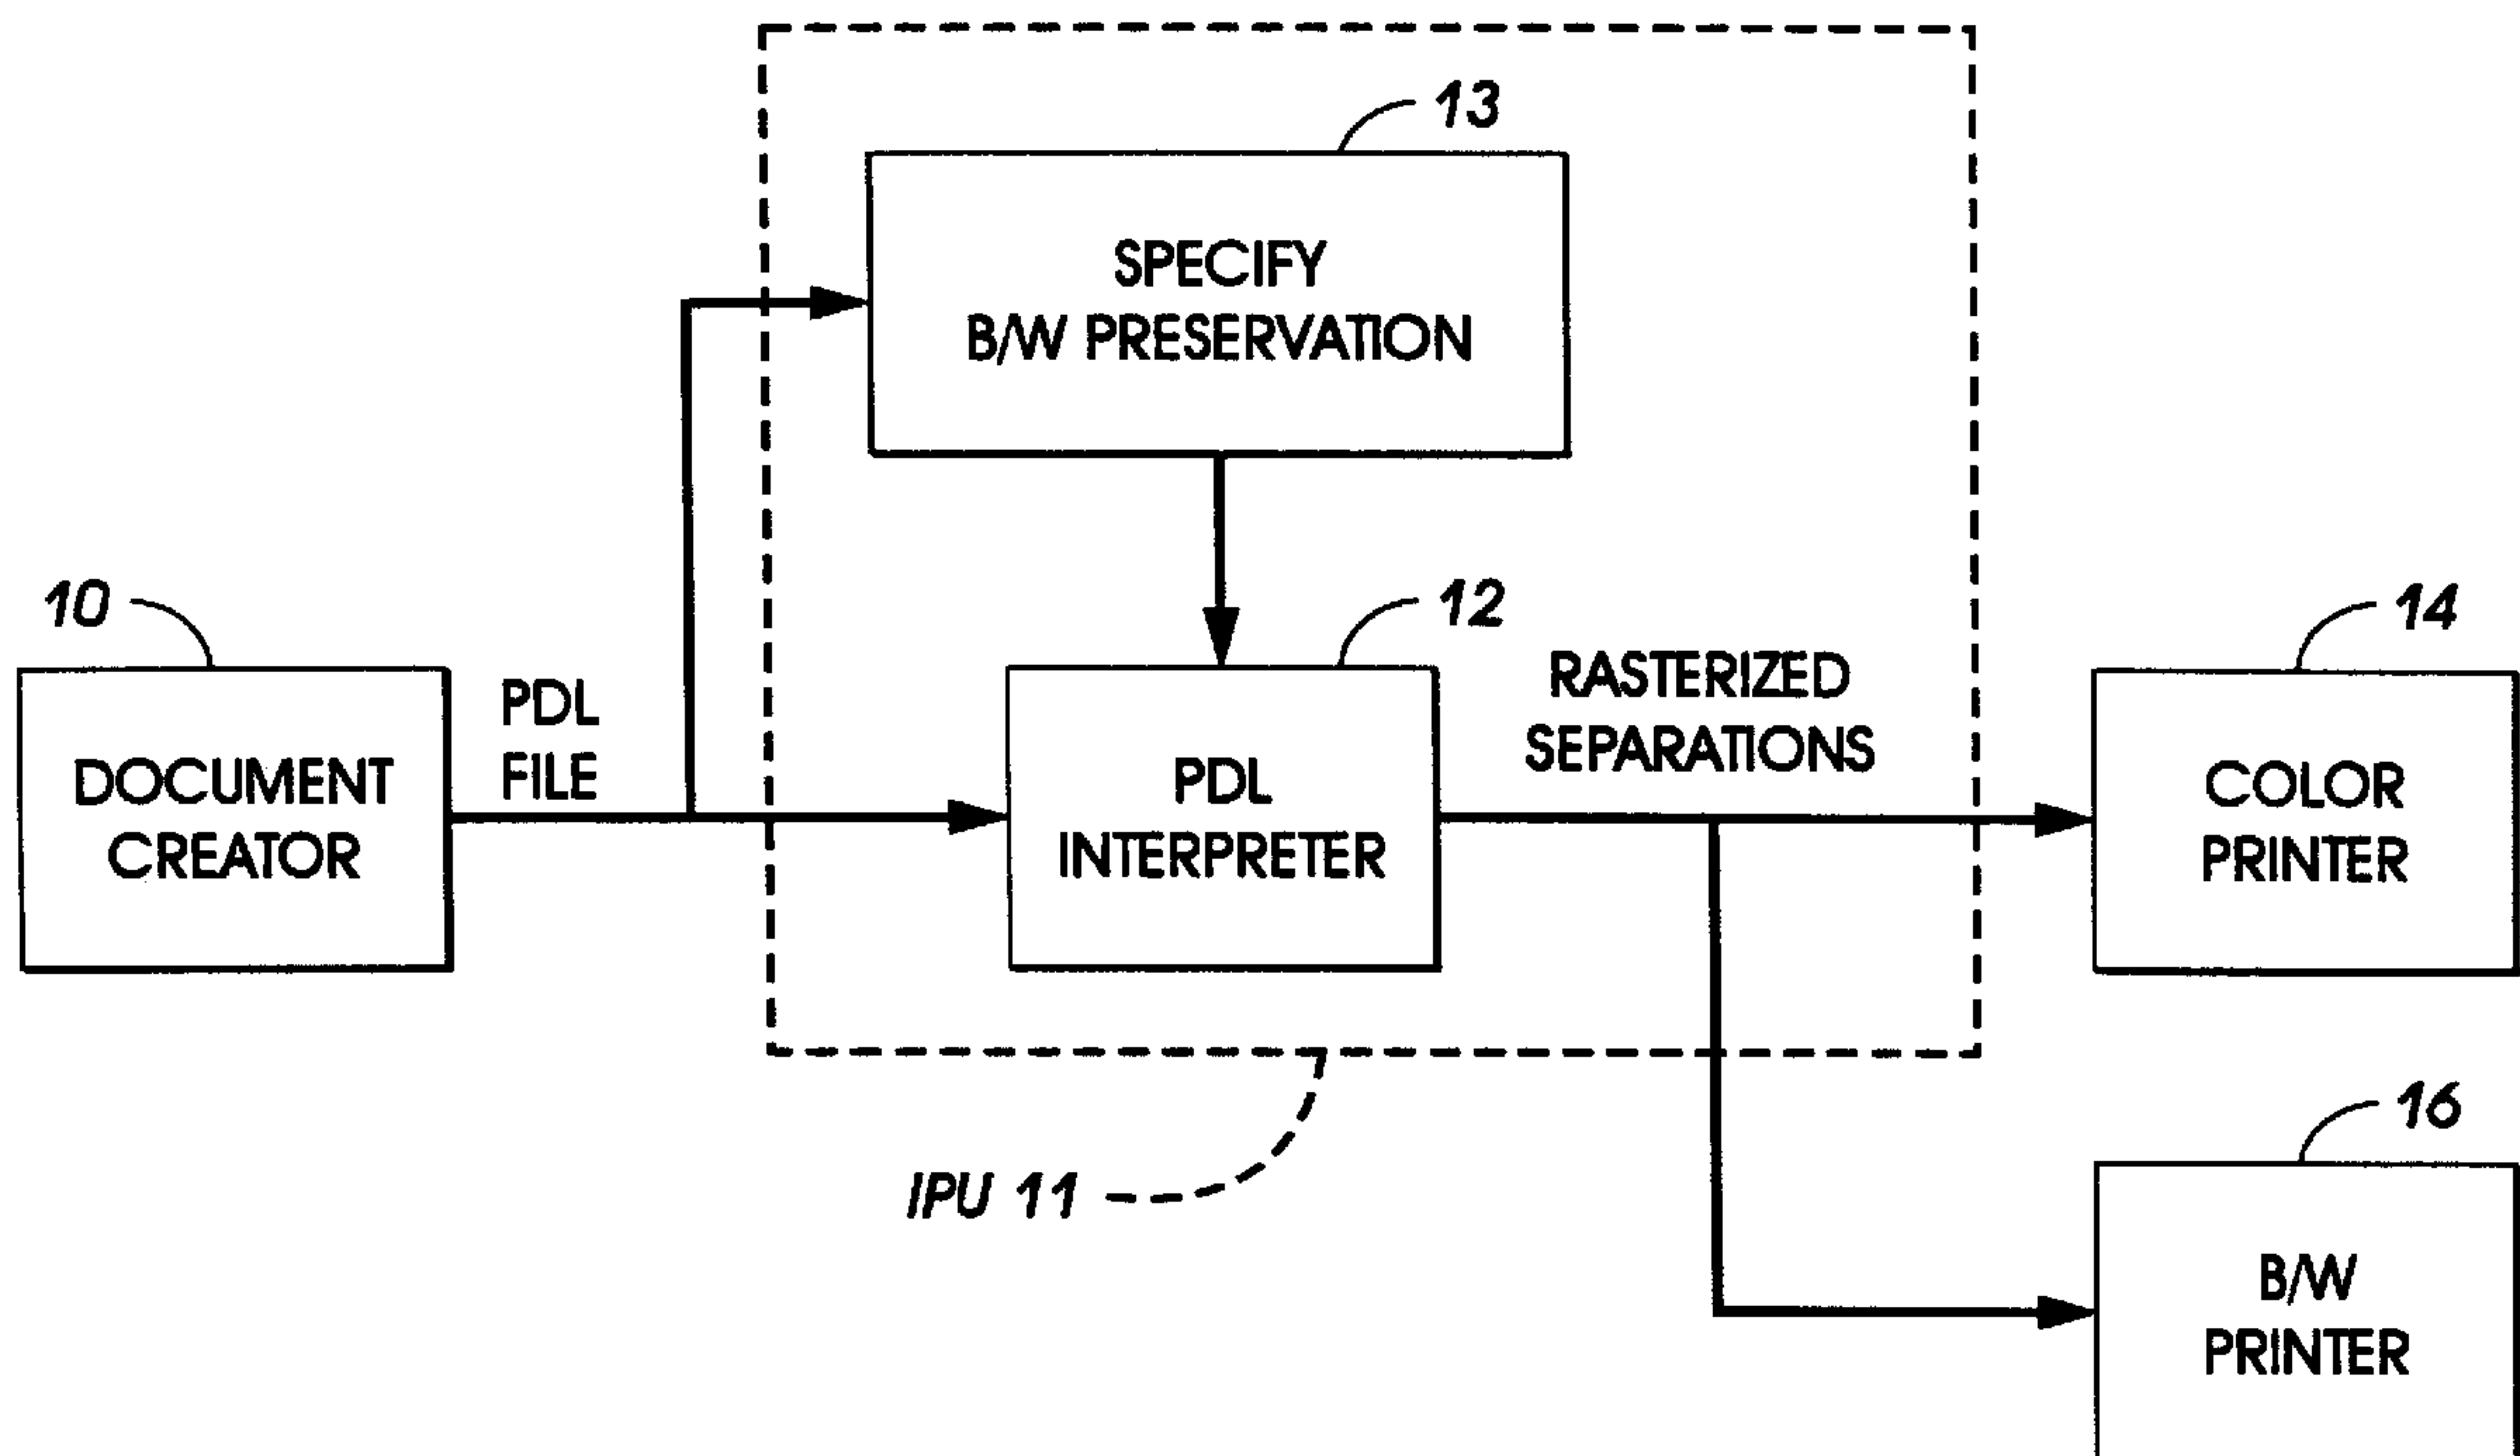 13
SPECIFY
B/W PRESERVATION
10
12
14
DOCUMENT
CREATOR
PDL
FILE
PDL
INTERPRETER
RASTERIZED
SEPARATIONS
COLOR
PRINTER
IPU 11
16
B/W
PRINTER